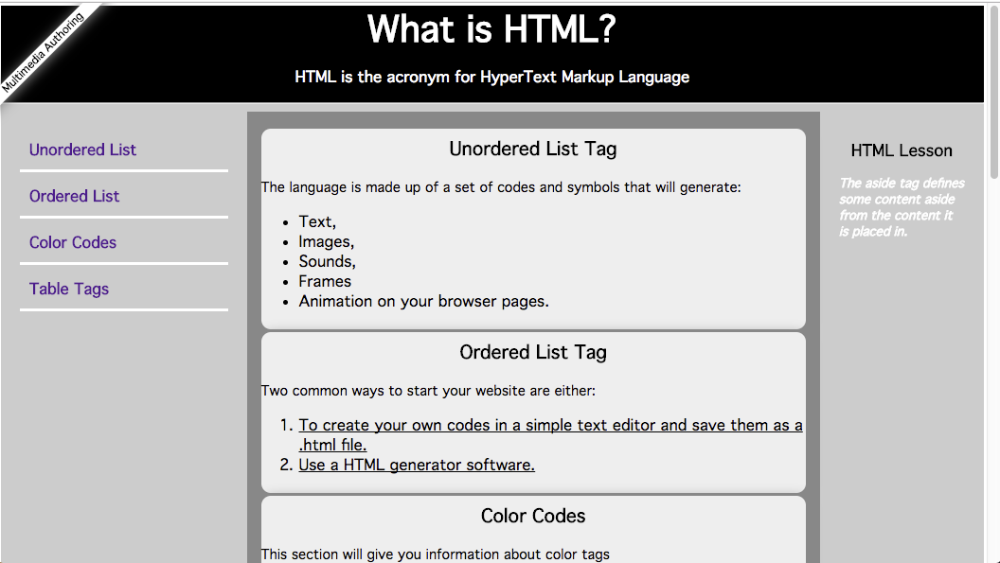 Multimedia Authoring
What is HTML?
HTML is the acronym for HyperText Markup Language
Unordered List
Ordered List
Color Codes
Table Tags
Unordered List Tag
The language is made up of a set of codes and symbols that will generate:
• Text,
• Images,
• Sounds,
• Frames
• Animation on your browser pages.
Ordered List Tag
Two common ways to start your website are either:
1. To create your own codes in a simple text editor and save them as a
.html file.
2. Use a HTML generator software.
Color Codes
This section will give you information about color tags
HTML Lesson
The aside tag defines
some content aside
from the content it
is placed in.